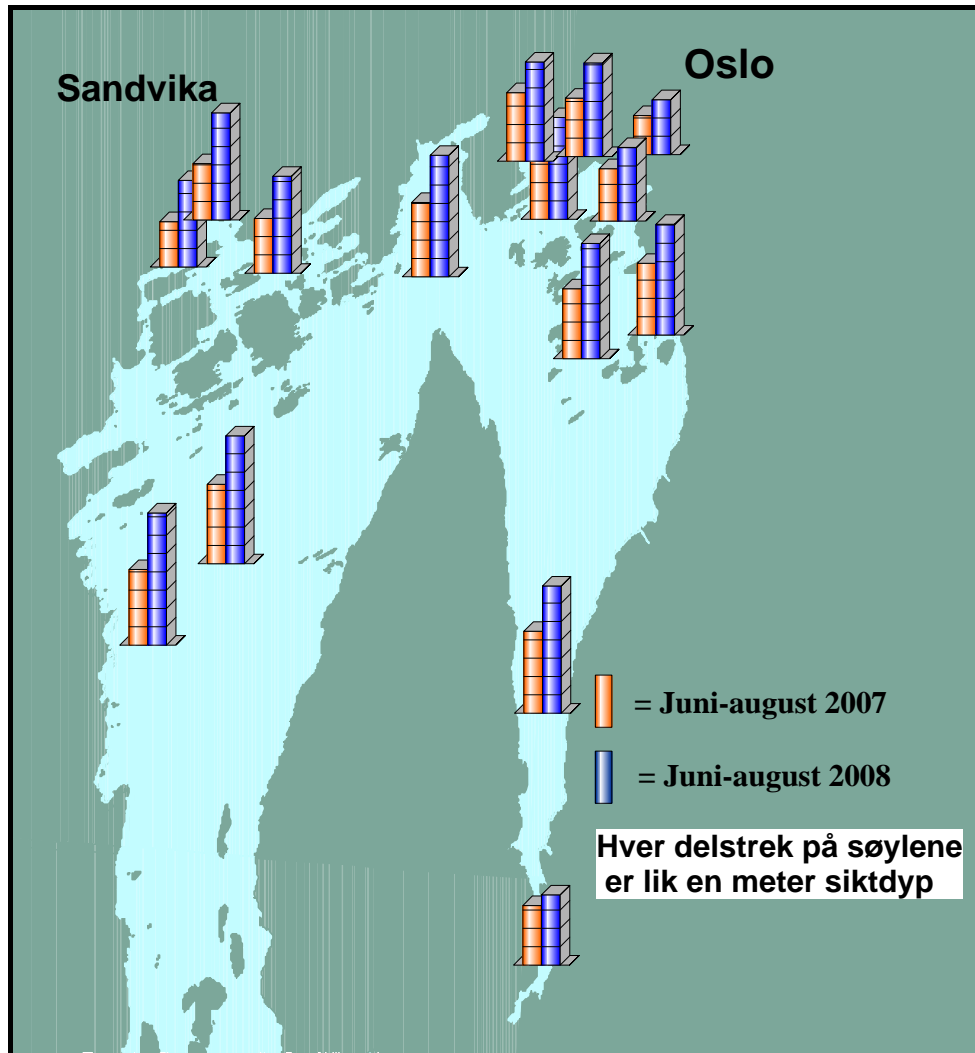 Oslo
Sandvika
= Juni-august 2007
= Juni-august 2008
Hver delstrek på søylene
er lik en meter siktdyp